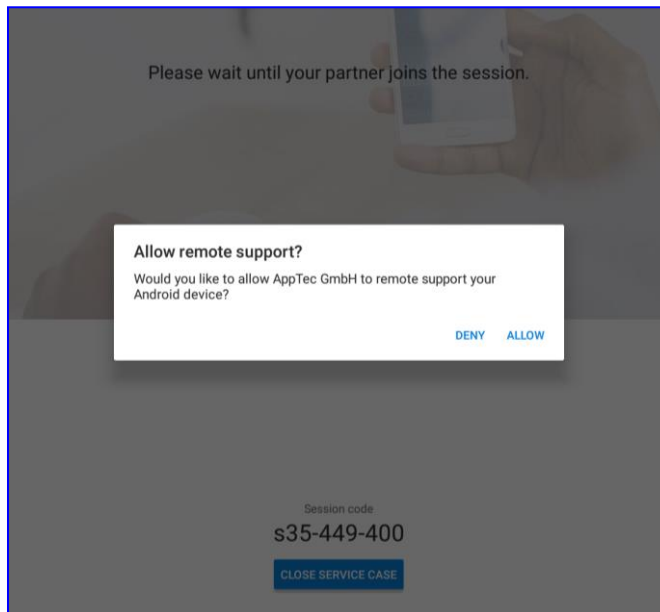 Please wait until your partner joins the session.
Allow remote support?
Would you like to allow AppTec GmbH to remote support your
Android device?
DENY ALLOW
Session code
s35-449-400
CLOSE SERVICE CASE